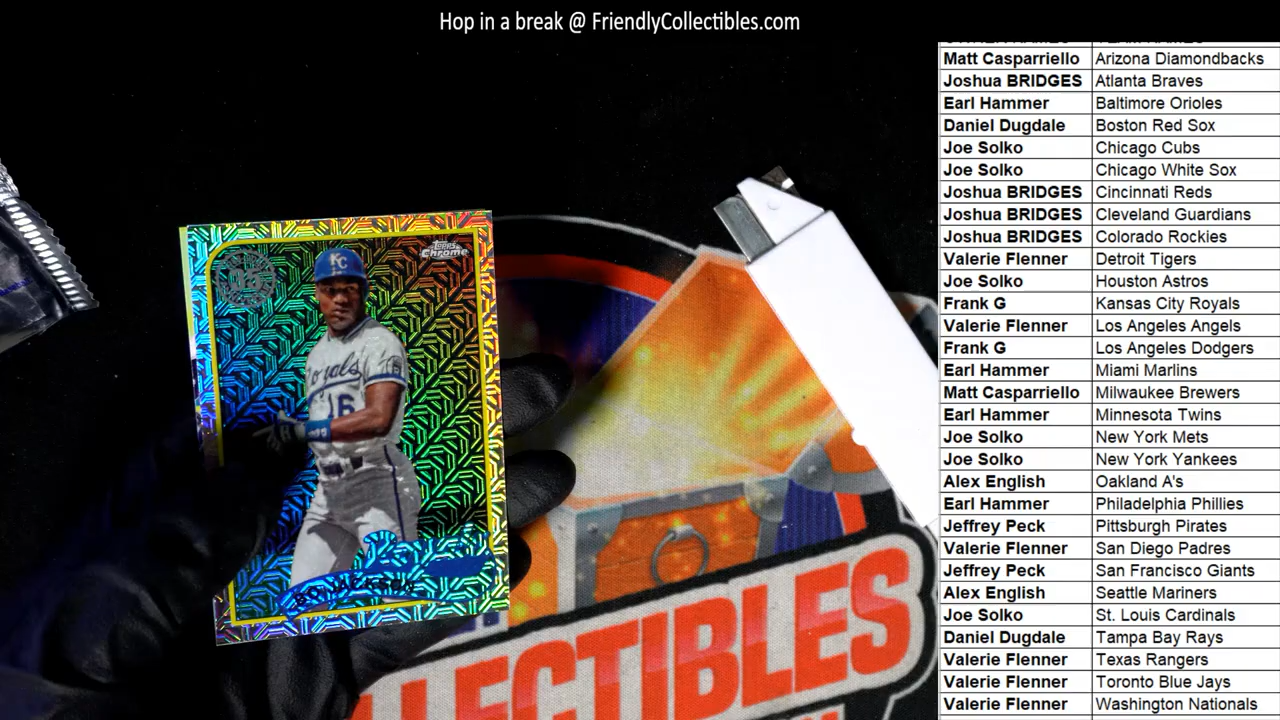 Hop in a break @ FriendlyCollectibles.com
Matt Casparriello Arizona Diamondbacks
Joshua BRIDGES Atlanta Braves
Earl Hammer Baltimore Orioles
Daniel Dugdale Boston Red Sox
Joe Solko Chicago Cubs
Joe Solko Chicago White Sox
Joshua BRIDGES Cincinnati Reds
Joshua BRIDGES Cleveland Guardians
Joshua BRIDGES Colorado Rockies
Valerie Flenner Detroit Tigers
Joe Solko Houston Astros
Frank G Kansas City Royals
Valerie Flenner Los Angeles Angels
Frank G Los Angeles Dodgers
Earl Hammer Miami Marlins
Matt Casparriello Milwaukee Brewers
Earl Hammer Minnesota Twins
Joe Solko New York Mets
Joe Solko New York Yankees
Alex English Oakland A's
Earl Hammer Philadelphia Phillies
Jeffrey Peck Pittsburgh Pirates
Valerie Flenner San Diego Padres
Jeffrey Peck San Francisco Giants
Alex English Seattle Mariners
Joe Solko St. Louis Cardinals
Daniel Dugdale Tampa Bay Rays
Valerie Flenner Texas Rangers
Valerie Flenner Toronto Blue Jays
Valerie Flenner Washington Nationals
Topps
Chrome
KC
Royals
16
BO JACKSON
LLECTIBLES